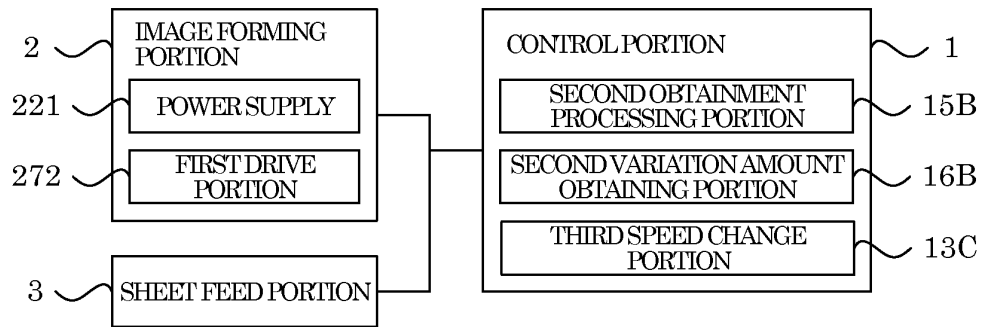 2
IMAGE FORMING
PORTION
221
POWER SUPPLY
272
FIRST DRIVE
PORTION
3
SHEET FEED PORTION
CONTROL PORTION
1
SECOND OBTAINMENT
PROCESSING PORTION
15B
SECOND VARIATION AMOUNT
OBTAINING PORTION
16B
THIRD SPEED CHANGE
PORTION
13C